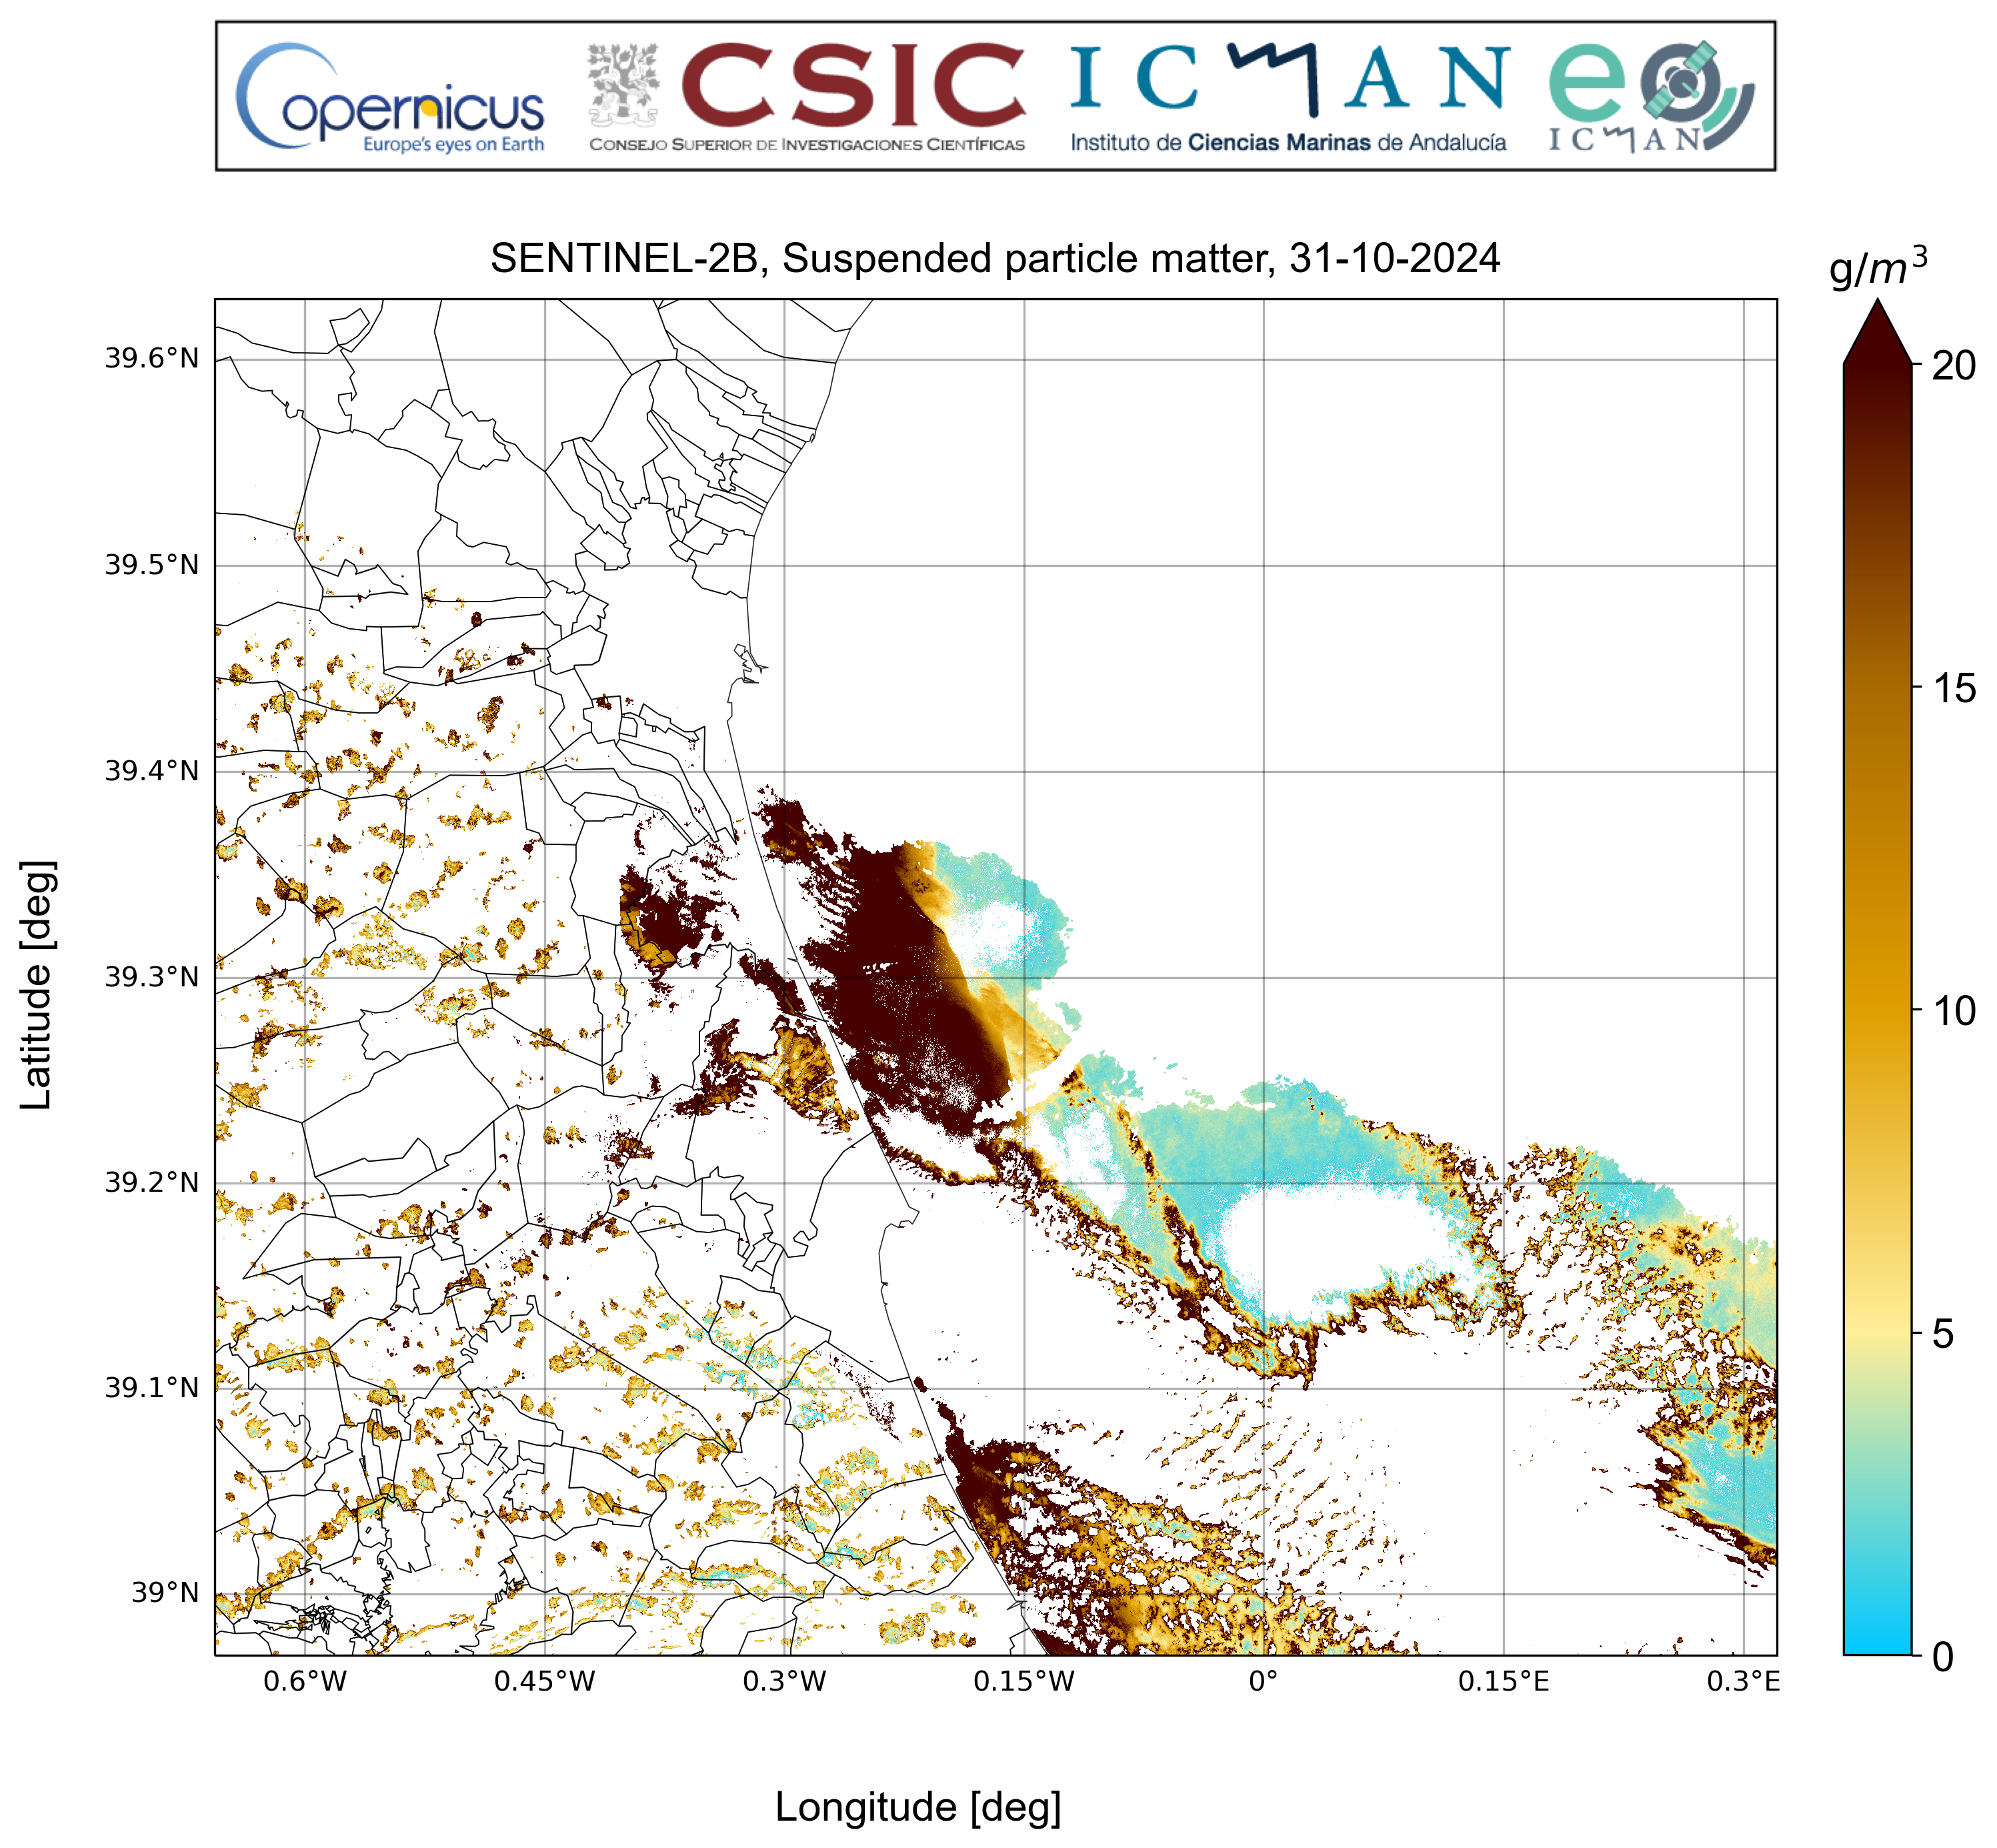 Copernicus
Europe's eyes on Earth
CSIC
CONSEJO SUPERIOR DE INVESTIGACIONES CIENTÍFICAS
ICMAN
Instituto de Ciencias Marinas de Andalucía
eo
ICMAN
SENTINEL-2B, Suspended particle matter, 31-10-2024
g/m³
39.6°N
39.5°N
39.4°N
39.3°N
39.2°N
39.1°N
39°N
Latitude [deg]
20
15
10
5
0
0.6°W 0.45°W 0.3°W 0.15°W 0° 0.15°E 0.3°E
Longitude [deg]